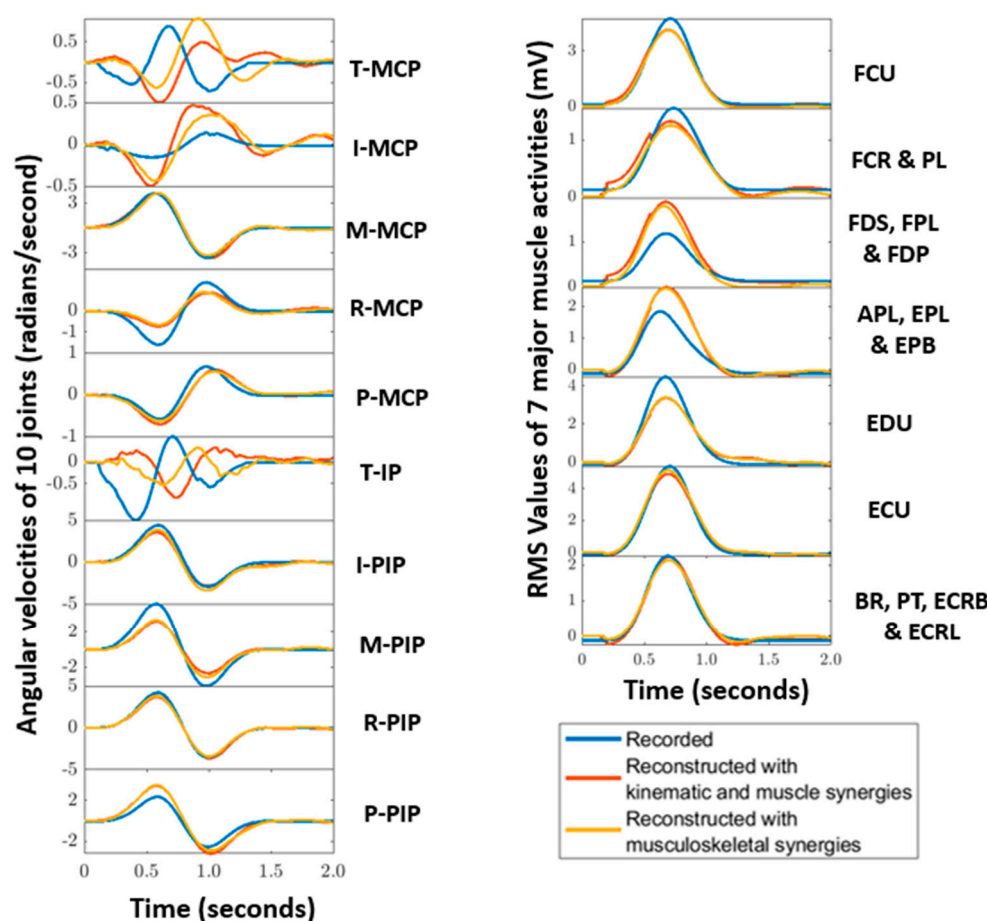 Angular velocities of 10 joints (radians/second)
0.5
0
-0.5
T-MCP
0.5
0
-0.5
I-MCP
3
-3
M-MCP
0
-1
R-MCP
1
0
-1
P-MCP
0
-0.5
T-IP
5
0
-5
I-PIP
2
-2
M-PIP
5
0
-5
R-PIP
2
-2
P-PIP
0 0.5 1.0 1.5 2.0
Time (seconds)
RMS Values of 7 major muscle activities (mV)
3
0
FCU
1
0
FCR & PL
1
0
FDS, FPL
& FDP
2
1
0
APL, EPL
& EPB
4
2
0
EDU
4
2
0
ECU
2
1
0
BR, PT, ECRB
& ECRL
0 0.5 1.0 1.5 2.0
Time (seconds)
Recorded
Reconstructed with
kinematic and muscle synergies
Reconstructed with
musculoskeletal synergies